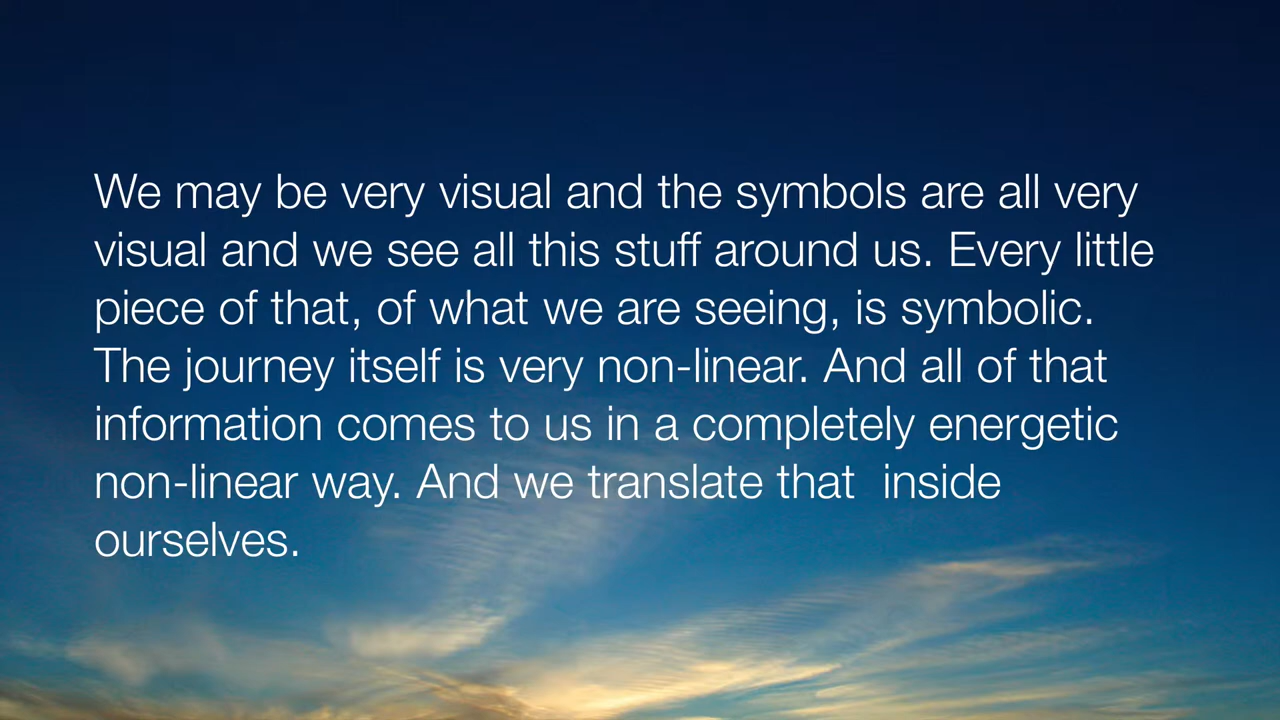 We may be very visual and the symbols are all very
visual and we see all this stuff around us. Every little
piece of that, of what we are seeing, is symbolic.
The journey itself is very non-linear. And all of that
information comes to us in a completely energetic
non-linear way. And we translate that  inside
ourselves.